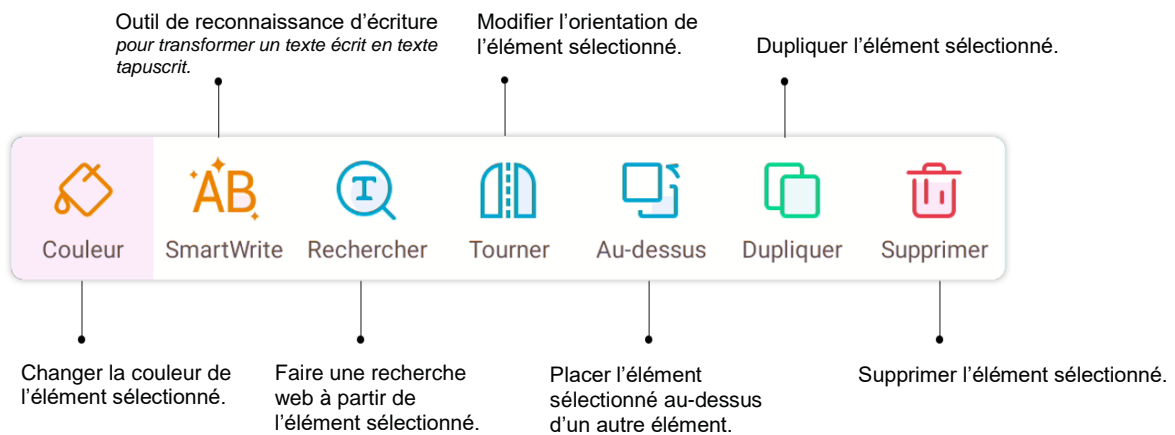 Outil de reconnaissance d’écriture
pour transformer un texte écrit en texte
tapuscrit.
Modifier l’orientation de
l’élément sélectionné.
Dupliquer l’élément sélectionné.
AB
T
Couleur
SmartWrite
Rechercher
Tourner
Au-dessus
Dupliquer
Supprimer
Changer la couleur de
l’élément sélectionné.
Faire une recherche
web à partir de
l’élément sélectionné.
Placer l’élément
sélectionné au-dessus
d’un autre élément.
Supprimer l’élément sélectionné.